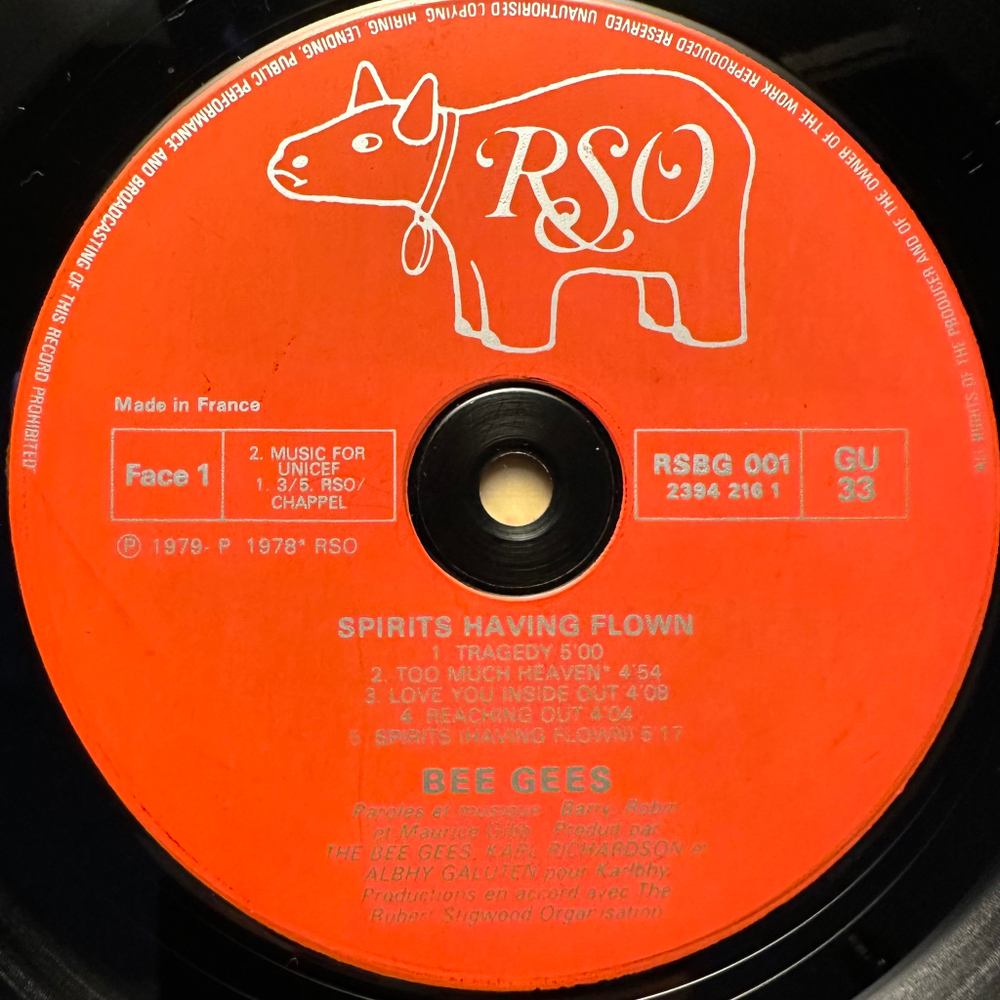 RIGHTS OF THE PRODUCER AND OF THE OWNER OF THE WORK REPRODUCED RESERVED UNAUTHORISED COPYING, HIRING, LENDING, PUBLIC PERFORMANCE AND BROADCASTING OF THIS RECORD PROHIBITED
RSO
Made in France
Face 1
2. MUSIC FOR
UNICEF
1. 3/5. RSO/
CHAPPEL
RSBG 001
2394 216 1
GU
33
Ⓟ 1979- P 1978* RSO
SPIRITS HAVING FLOWN
1. TRAGEDY 5'00
2. TOO MUCH HEAVEN* 4'54
3. LOVE YOU INSIDE OUT 4'08
4. REACHING OUT 4'04
5. SPIRITS (HAVING FLOWN) 5'17
BEE GEES
Paroles et musique Barry, Robin
et Maurice Gibb Produit par
THE BEE GEES, KARL RICHARDSON et
ALBHY GALUTEN pour Karlbhy
Productions en accord avec The
Robert Stigwood Organisation